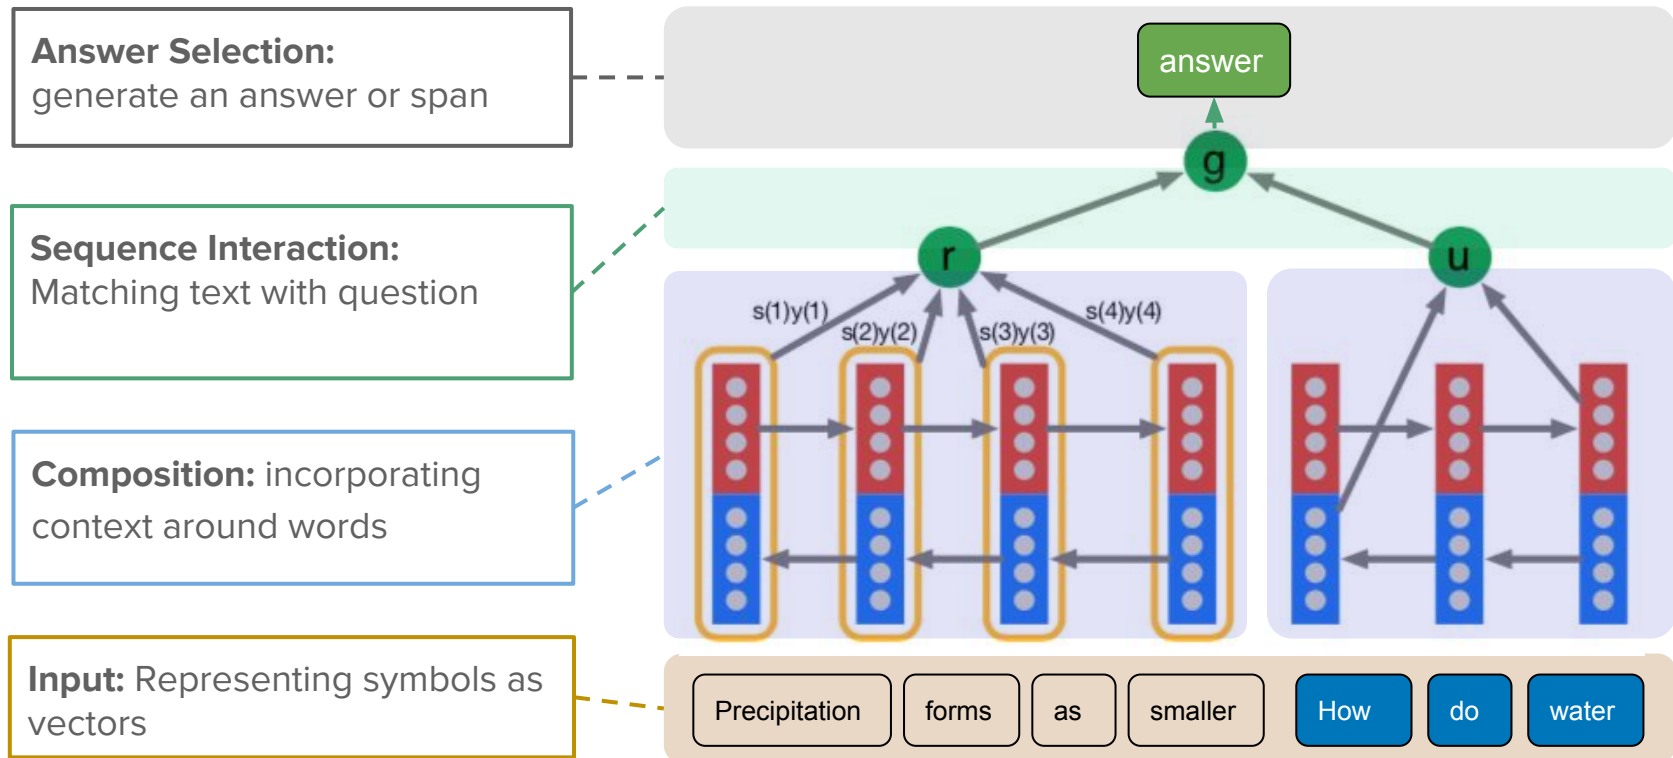 Answer Selection:
generate an answer or span
answer
g
Sequence Interaction:
Matching text with question
r
u
s(1)y(1)
s(2)y(2)
s(3)y(3)
s(4)y(4)
Composition: incorporating
context around words
Input: Representing symbols as
vectors
Precipitation
forms
as
smaller
How
do
water